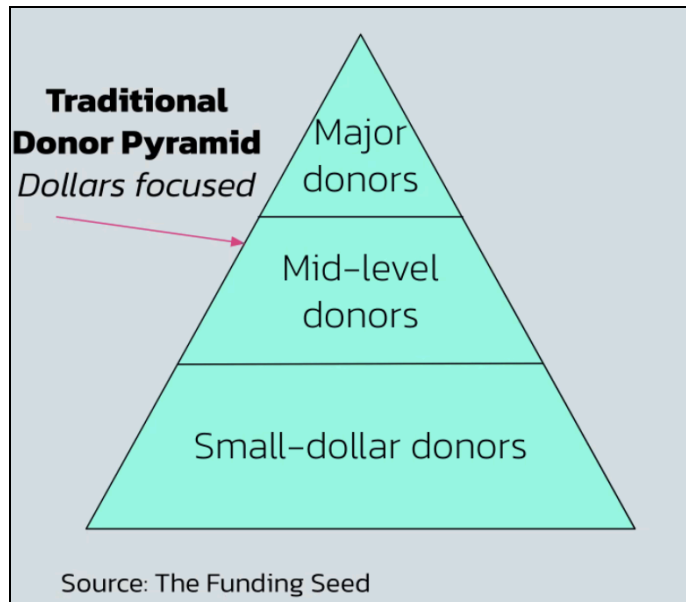 Traditional
Donor Pyramid
Dollars focused
Major
donors
Mid-level
donors
Small-dollar donors
Source: The Funding Seed